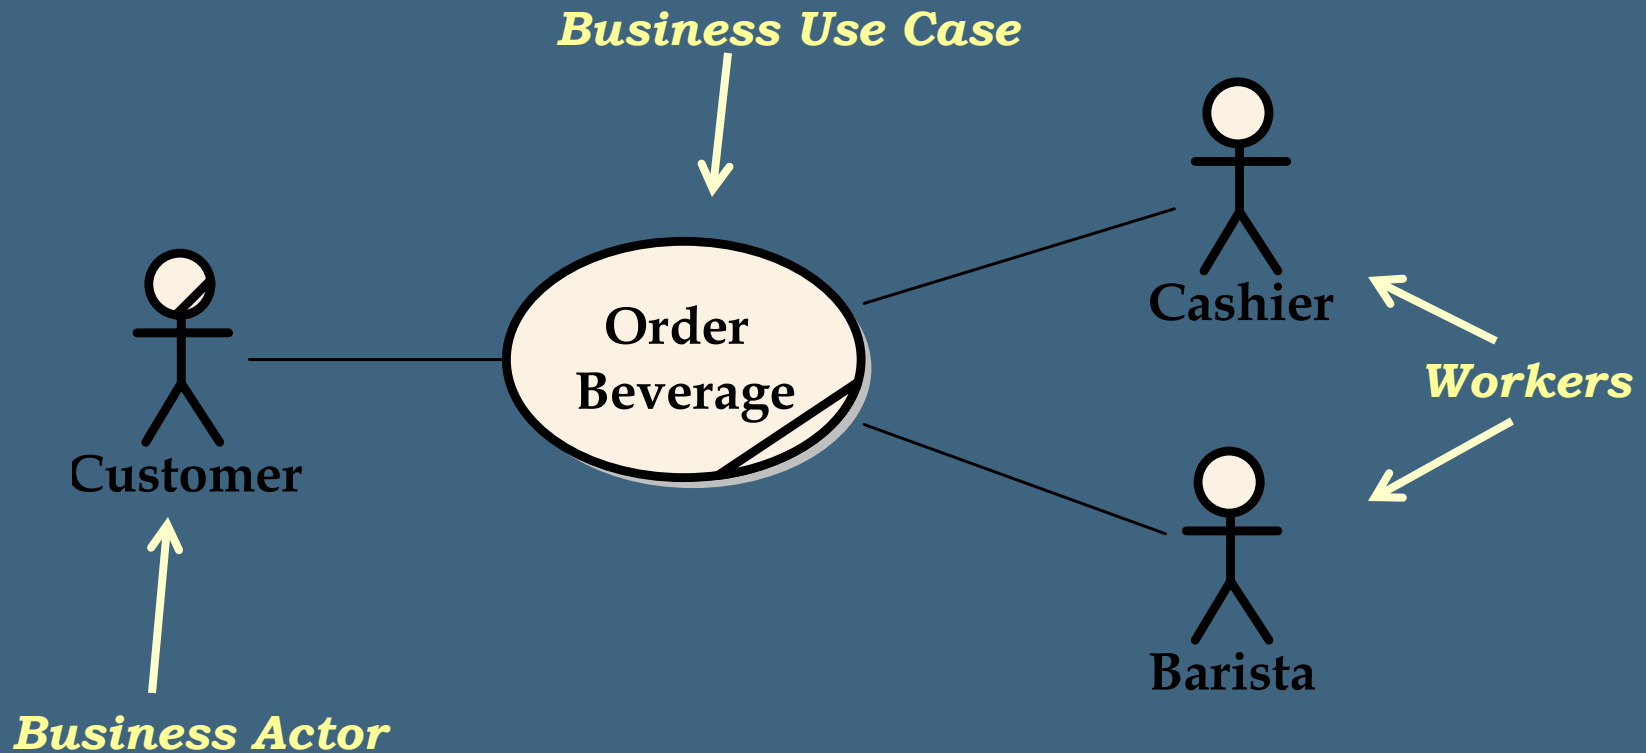 Business Use Case
Cashier
Order
Beverage
Workers
Customer
Barista
Business Actor